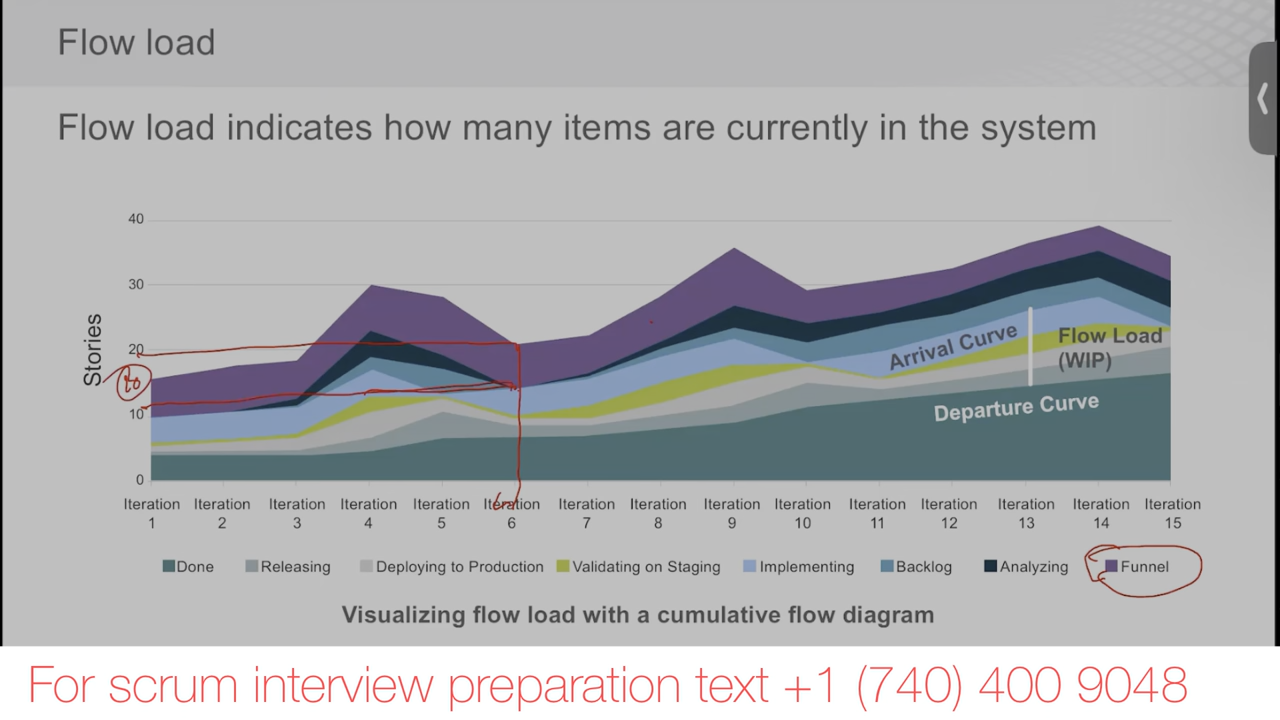 Flow load
Flow load indicates how many items are currently in the system
Stories
40
30
20
10
0
Arrival Curve
Flow Load
(WIP)
Departure Curve
Iteration 1
Iteration 2
Iteration 3
Iteration 4
Iteration 5
Iteration 6
Iteration 7
Iteration 8
Iteration 9
Iteration 10
Iteration 11
Iteration 12
Iteration 13
Iteration 14
Iteration 15
Done Releasing Deploying to Production Validating on Staging Implementing Backlog Analyzing Funnel
Visualizing flow load with a cumulative flow diagram
For scrum interview preparation text +1 (740) 400 9048